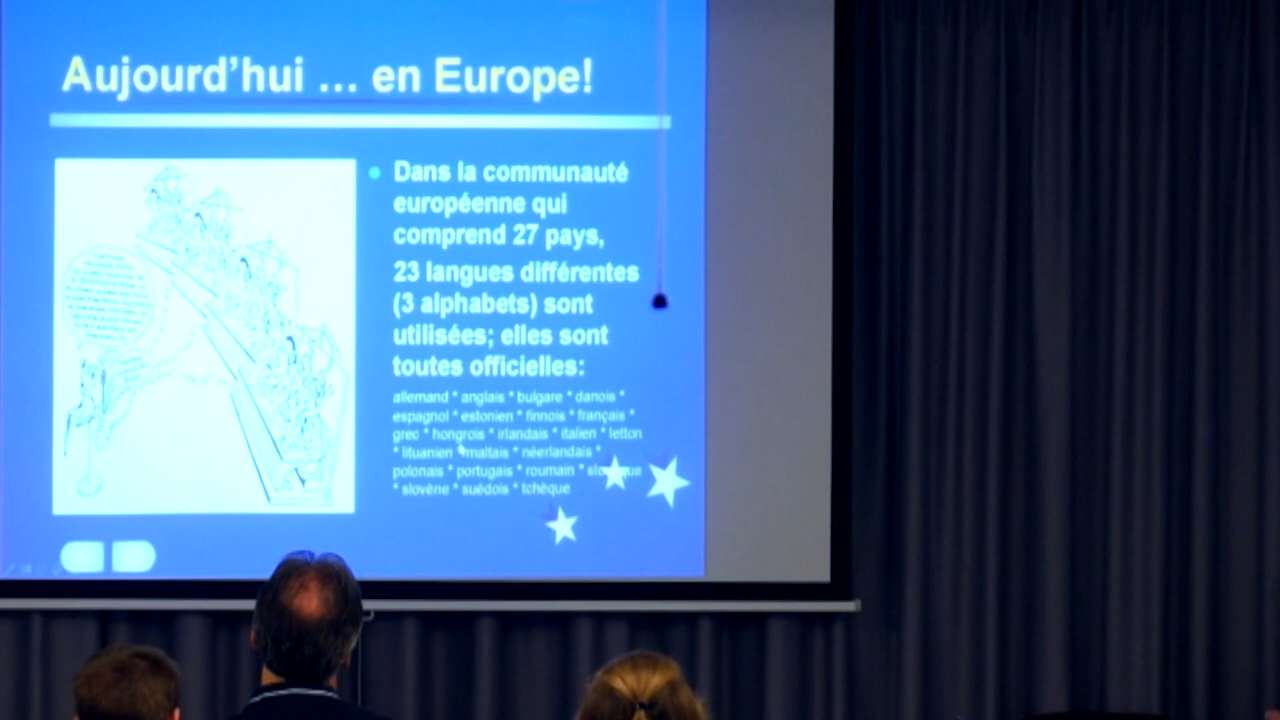 Aujourd'hui ... en Europe!
Dans la communauté
européenne qui
comprend 27 pays,
23 langues différentes
(3 alphabets) sont
utilisées; elles sont
toutes officielles:
allemand * anglais * bulgare * danois *
espagnol * estonien * finnois * français *
grec * hongrois * irlandais * italien * letton
* lituanien * maltais * néerlandais *
polonais * portugais * roumain *
* slovène * suédois * tchèque